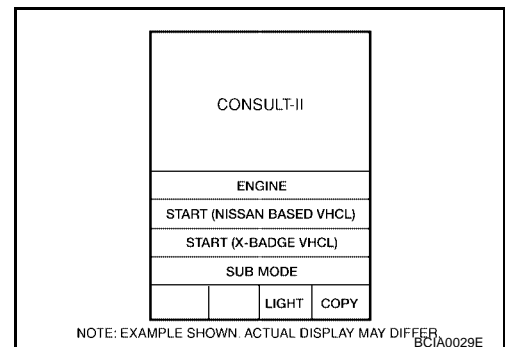 CONSULT-II
ENGINE
START (NISSAN BASED VHCL)
START (X-BADGE VHCL)
SUB MODE
LIGHT COPY
NOTE: EXAMPLE SHOWN. ACTUAL DISPLAY MAY DIFFER.
BCIA0029E